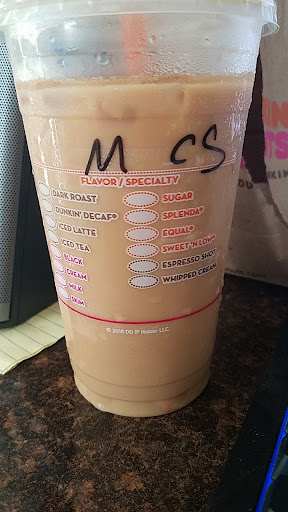 M CS
FLAVOR / SPECIALTY
DARK ROAST SUGAR
DUNKIN' DECAF® SPLENDA®
ICED LATTE EQUAL®
ICED TEA SWEET 'N LOW®
BLACK ESPRESSO SHOT
CREAM WHIPPED CREAM
MILK
SKIM
© 2016 DD IP Holder LLC.